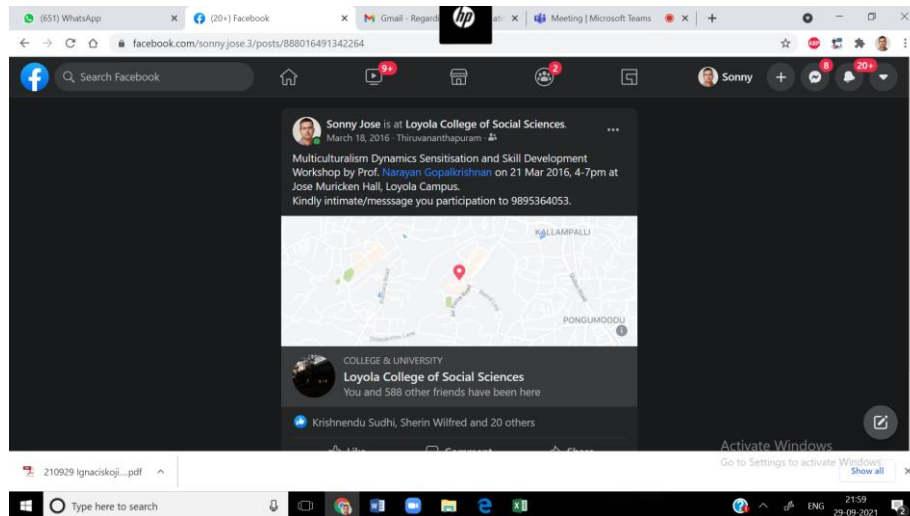 (651) WhatsApp
(20+) Facebook
Gmail - Regardi
hp
Meeting | Microsoft Teams
facebook.com/sonny.jose.3/posts/888016491342264
ABP
Search Facebook
9+
2
Sonny
8
20+
Sonny Jose is at Loyola College of Social Sciences.
March 18, 2016 · Thiruvananthapuram ·
Multiculturalism Dynamics Sensitisation and Skill Development
Workshop by Prof. Narayan Gopalkrishnan on 21 Mar 2016, 4-7pm at
Jose Muricken Hall, Loyola Campus.
Kindly intimate/messsage you participation to 9895364053.
KALLAMPALLI
PONGUMOODU
COLLEGE & UNIVERSITY
Loyola College of Social Sciences
You and 588 other friends have been here
Krishnendu Sudhi, Sherin Wilfred and 20 others
Like Comment Share
Activate Windows
Go to Settings to activate Windows.
210929 Ignaciskoji....pdf
Show all
Type here to search
ENG
21:59
29-09-2021